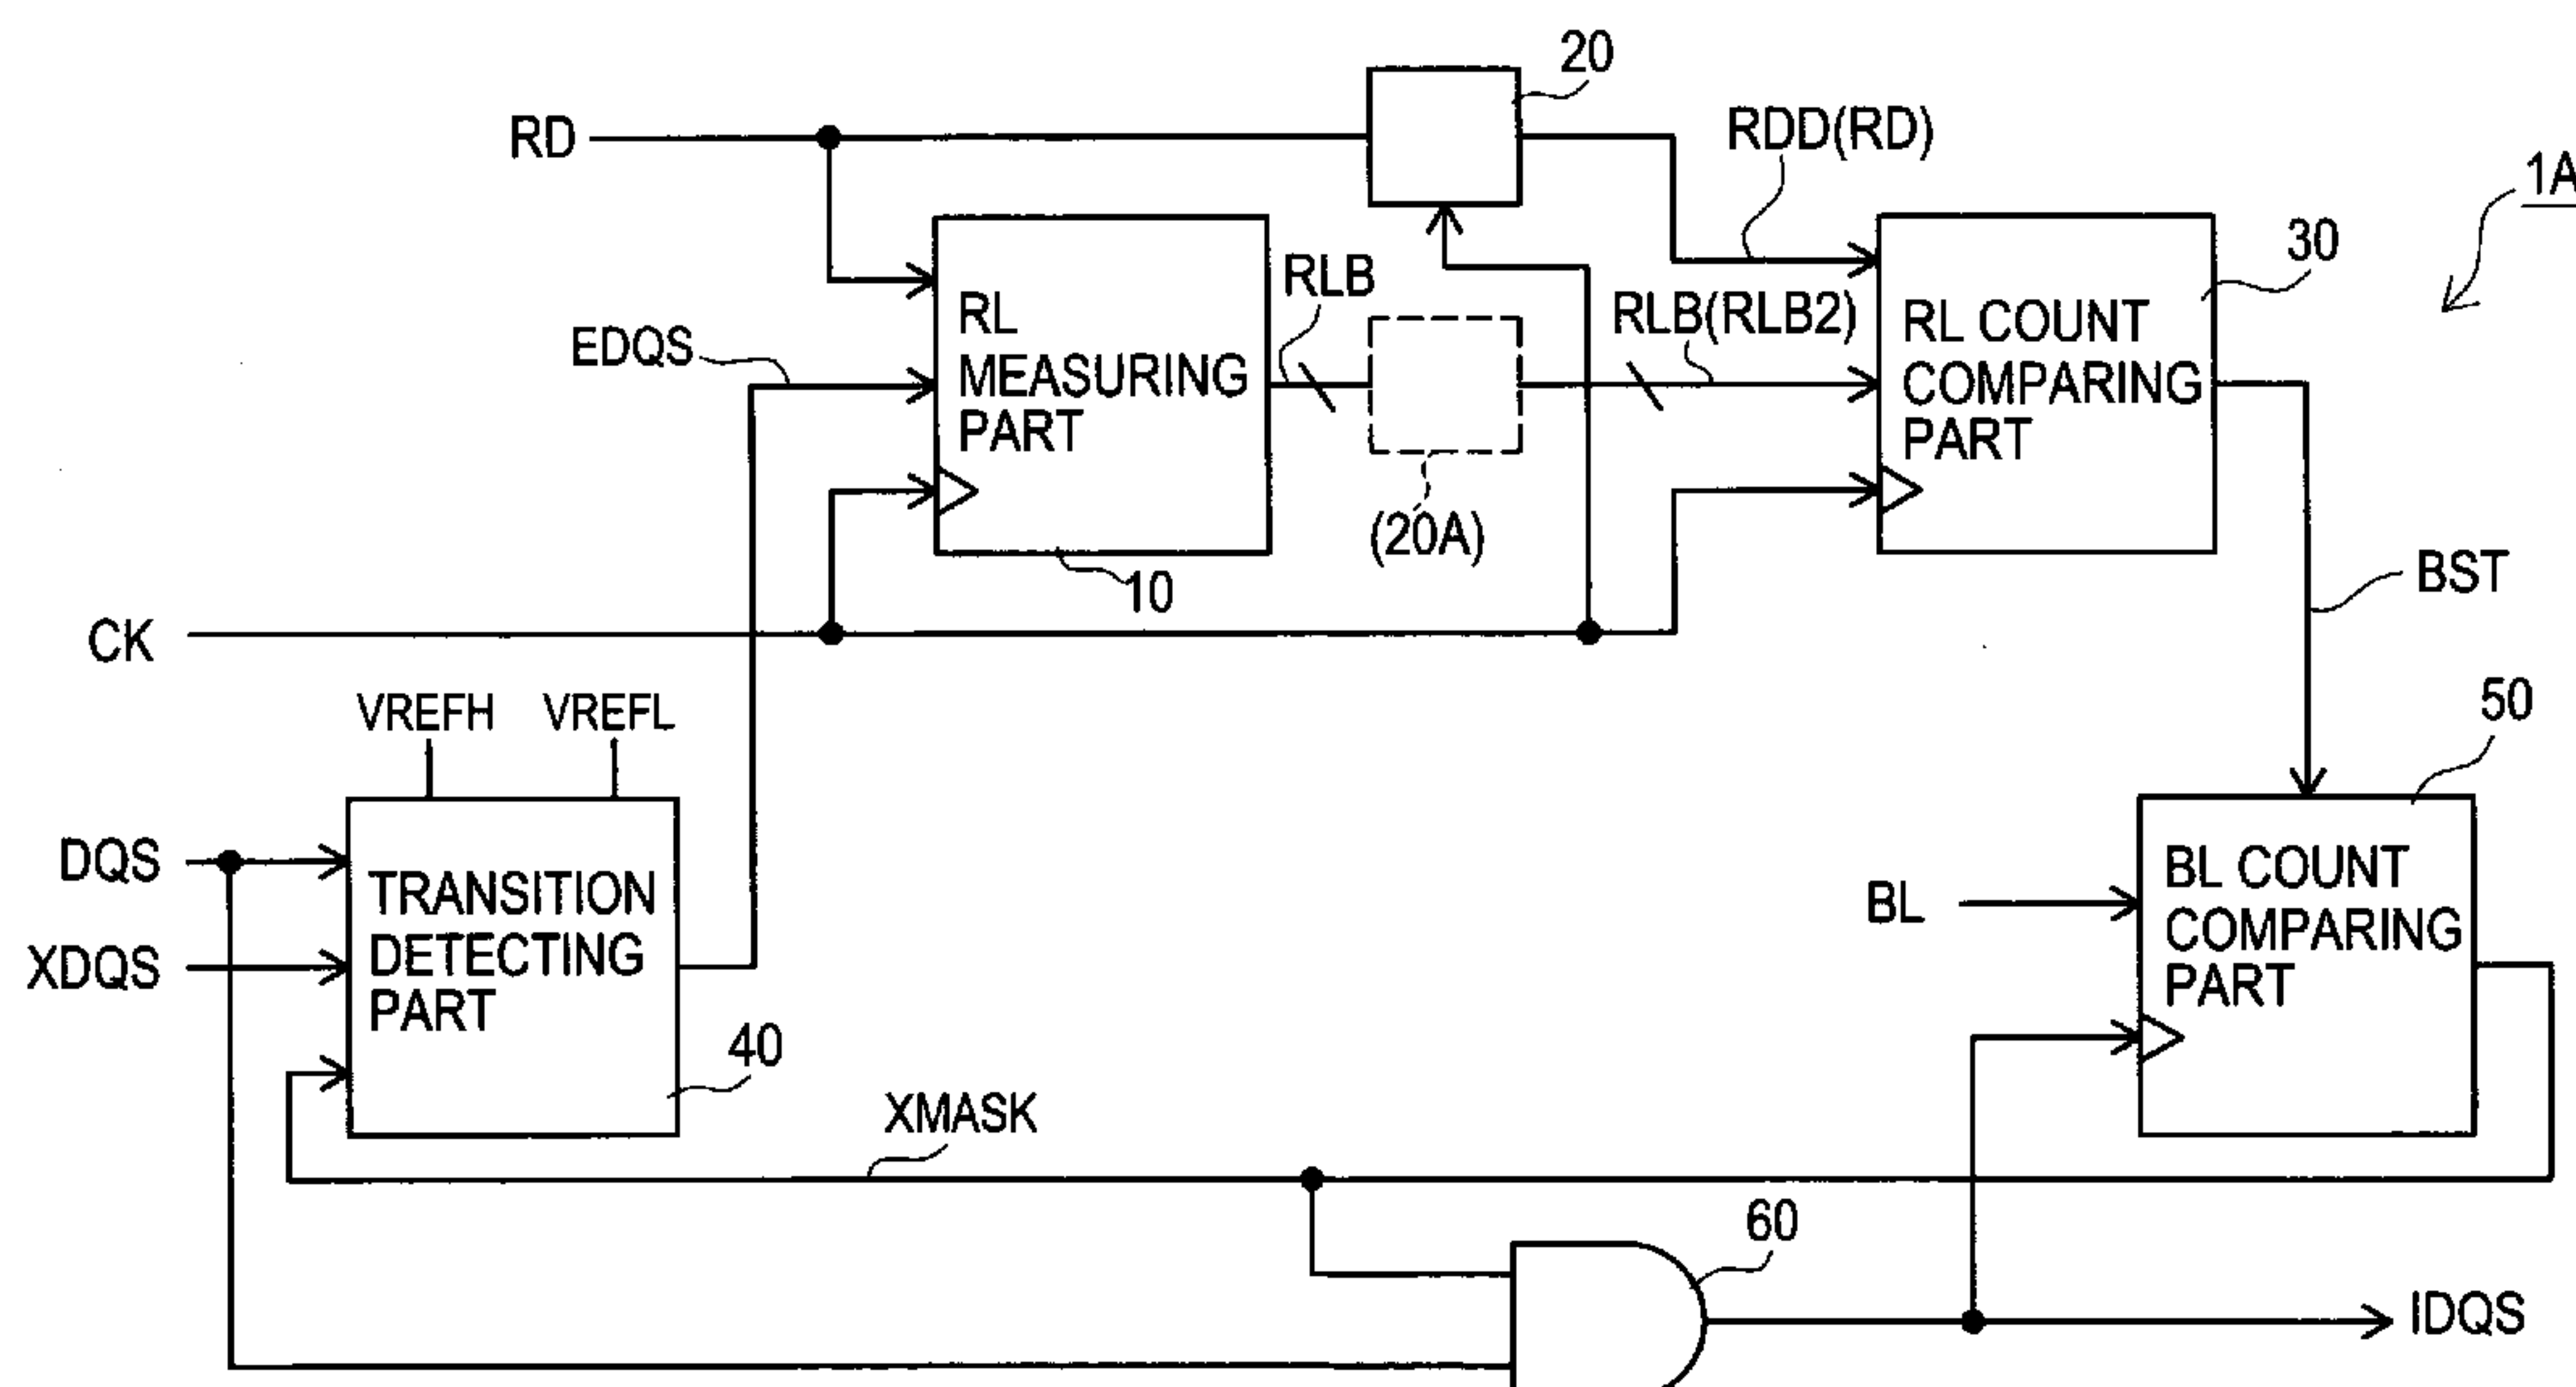 20
RD
RDD(RD)
1A
RL
MEASURING
PART
EDQS
RLB
RLB(RLB2)
30
RL COUNT
COMPARING
PART
(20A)
10
BST
CK
VREFH
VREFL
50
DQS
XDQS
TRANSITION
DETECTING
PART
40
BL
BL COUNT
COMPARING
PART
XMASK
60
IDQS